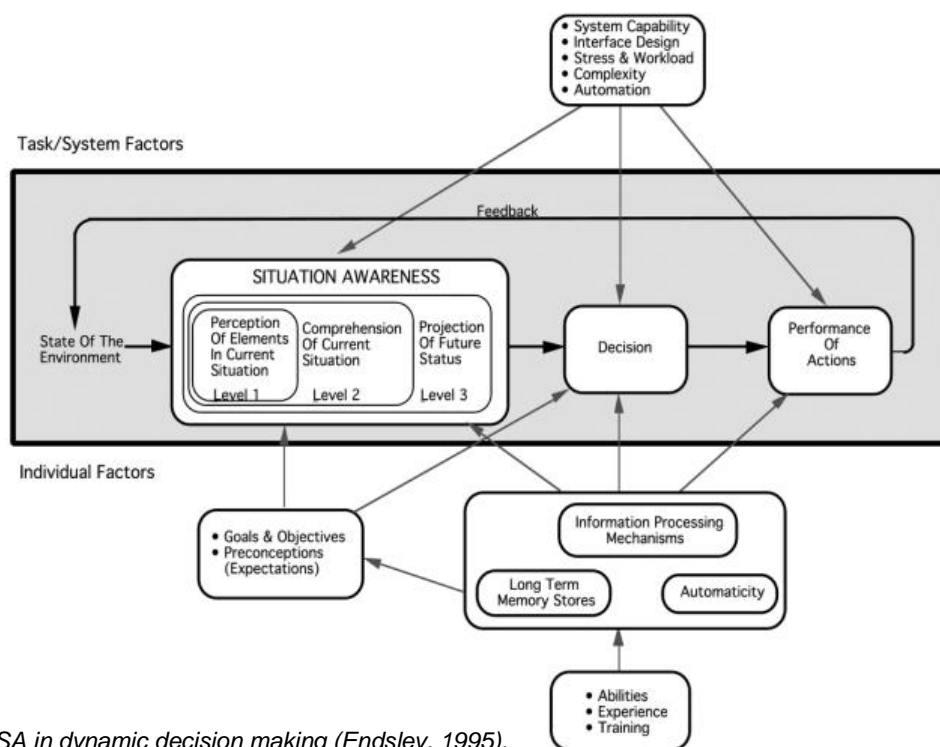 • System Capability
• Interface Design
• Stress & Workload
• Complexity
• Automation
Task/System Factors
Feedback
SITUATION AWARENESS
State Of The
Environment
Perception
Of Elements
In Current
Situation
Level 1
Comprehension
Of Current
Situation
Level 2
Projection
Of Future
Status
Level 3
Decision
Performance
Of
Actions
Individual Factors
• Goals & Objectives
• Preconceptions
(Expectations)
Information Processing
Mechanisms
Long Term
Memory Stores
Automaticity
• Abilities
• Experience
• Training
SA in dynamic decision making (Endsley, 1995).